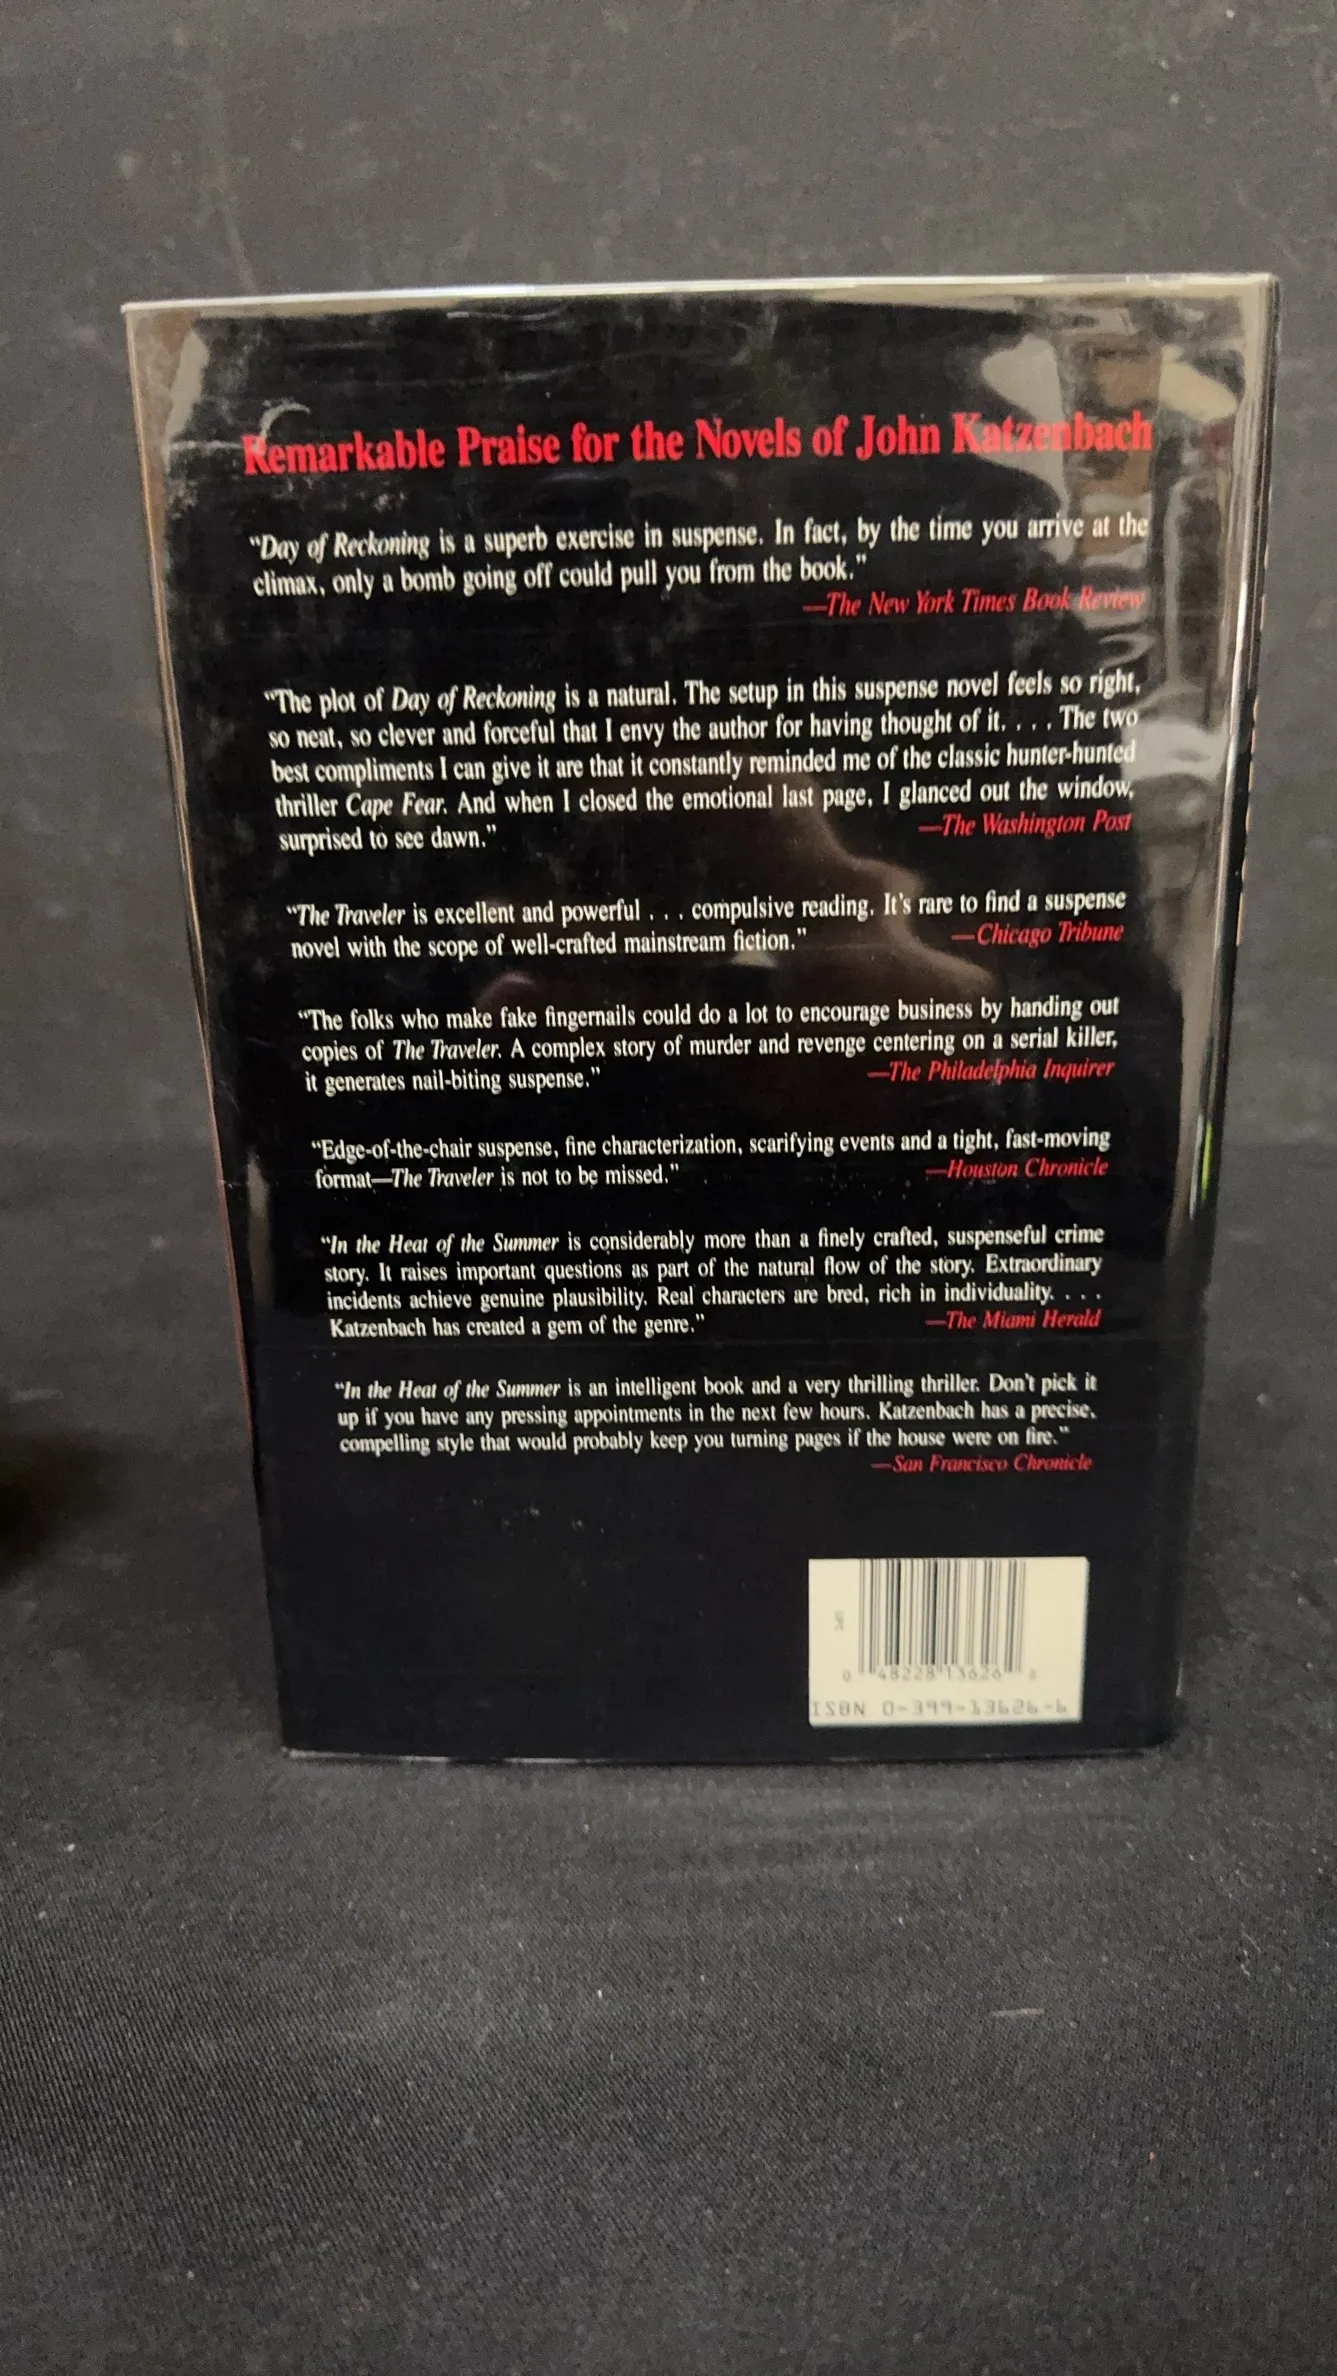 Remarkable Praise for the Novels of John Katzenbach
“Day of Reckoning is a superb exercise in suspense. In fact, by the time you arrive at the
climax, only a bomb going off could pull you from the book.”
—The New York Times Book Review
“The plot of Day of Reckoning is a natural. The setup in this suspense novel feels so right,
so neat, so clever and forceful that I envy the author for having thought of it. . . . The two
best compliments I can give it are that it constantly reminded me of the classic hunter-hunted
thriller Cape Fear. And when I closed the emotional last page, I glanced out the window,
surprised to see dawn.” —The Washington Post
“The Traveler is excellent and powerful . . . compulsive reading. It's rare to find a suspense
novel with the scope of well-crafted mainstream fiction.” —Chicago Tribune
“The folks who make fake fingernails could do a lot to encourage business by handing out
copies of The Traveler. A complex story of murder and revenge centering on a serial killer,
it generates nail-biting suspense.” —The Philadelphia Inquirer
“Edge-of-the-chair suspense, fine characterization, scarifying events and a tight, fast-moving
format—The Traveler is not to be missed.” —Houston Chronicle
“In the Heat of the Summer is considerably more than a finely crafted, suspenseful crime
story. It raises important questions as part of the natural flow of the story. Extraordinary
incidents achieve genuine plausibility. Real characters are bred, rich in individuality. . . .
Katzenbach has created a gem of the genre.” —The Miami Herald
“In the Heat of the Summer is an intelligent book and a very thrilling thriller. Don't pick it
up if you have any pressing appointments in the next few hours. Katzenbach has a precise,
compelling style that would probably keep you turning pages if the house were on fire.”
—San Francisco Chronicle
0 48228 13626 2
ISBN 0-399-13626-6